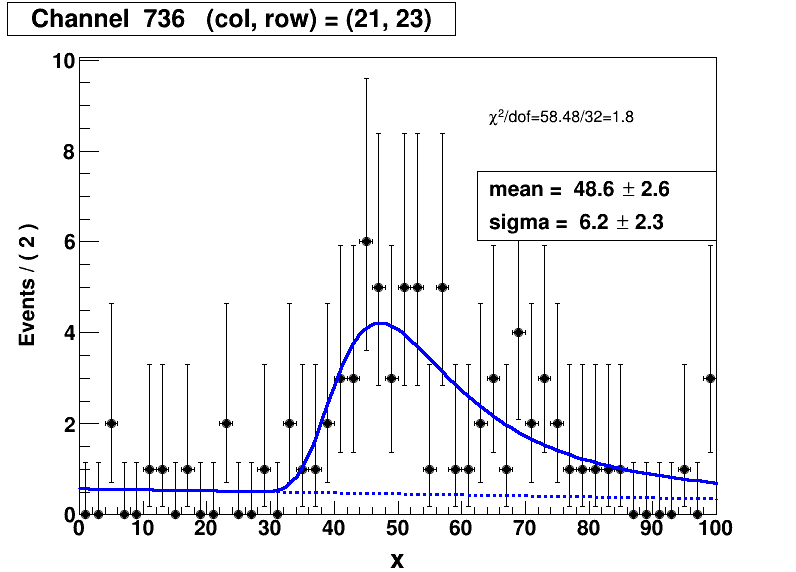 Channel 736 (col, row) = (21, 23)
χ²/dof=58.48/32=1.8
mean = 48.6 ± 2.6
sigma = 6.2 ± 2.3
Events / ( 2 )
10
8
6
4
2
0
0 10 20 30 40 50 60 70 80 90 100
x